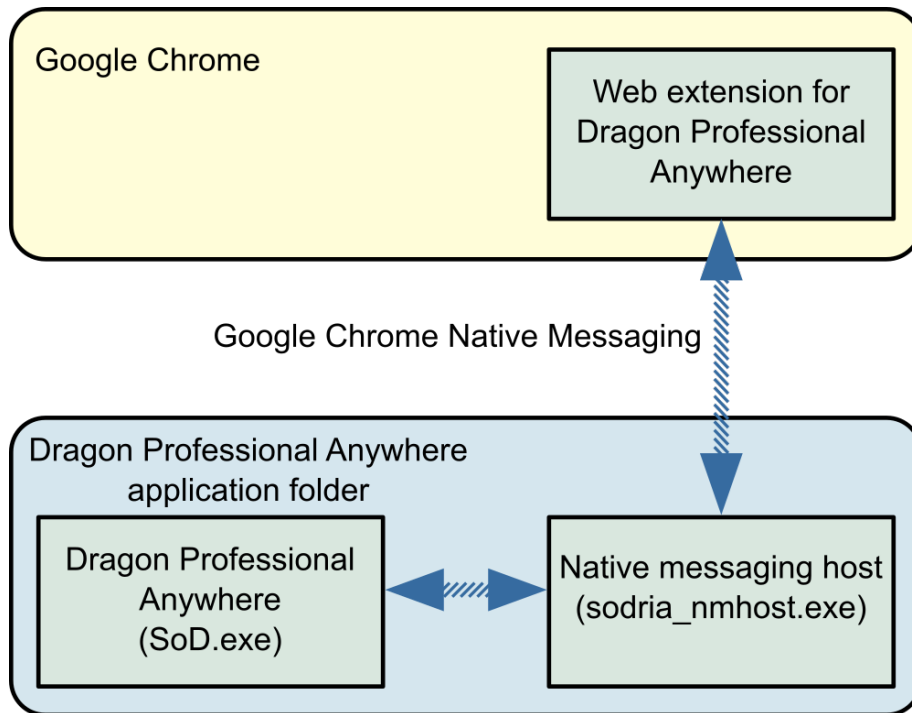 Google Chrome
Web extension for
Dragon Professional
Anywhere
Google Chrome Native Messaging
Dragon Professional Anywhere
application folder
Dragon Professional
Anywhere
(SoD.exe)
Native messaging host
(sodria_nmhost.exe)